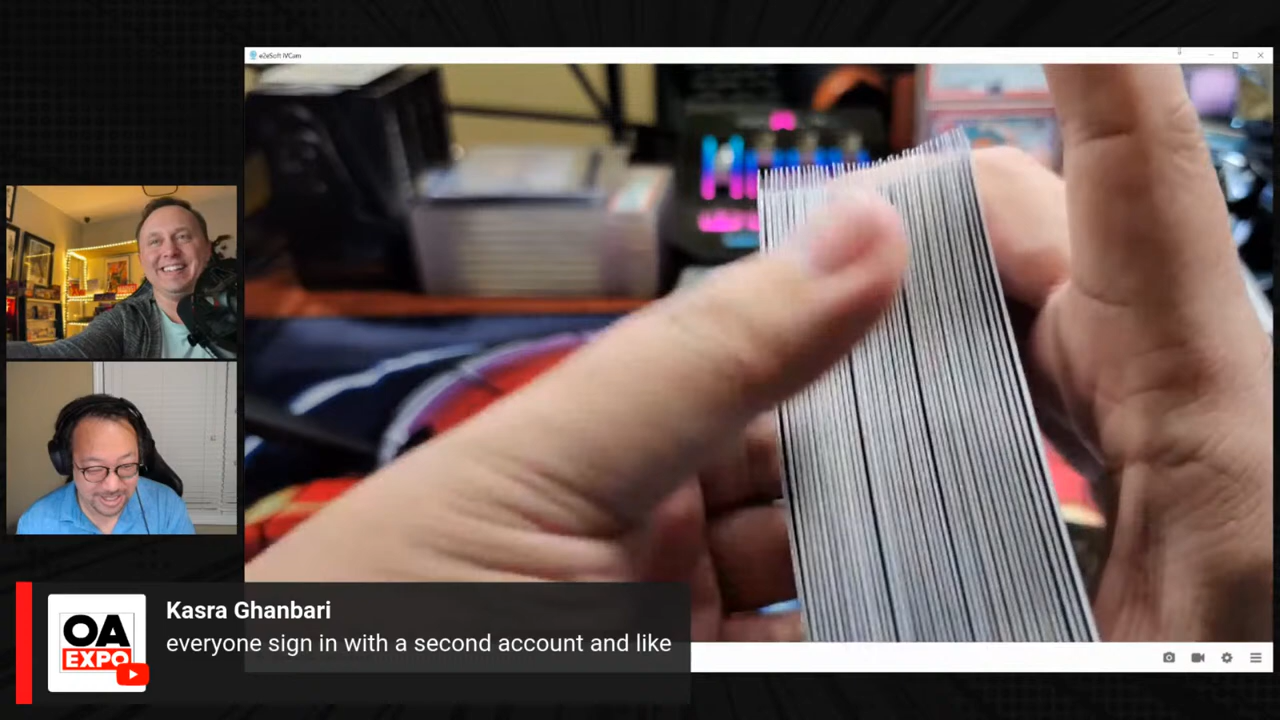 e2eSoft iVCam
Kasra Ghanbari
everyone sign in with a second account and like
OA
EXPO